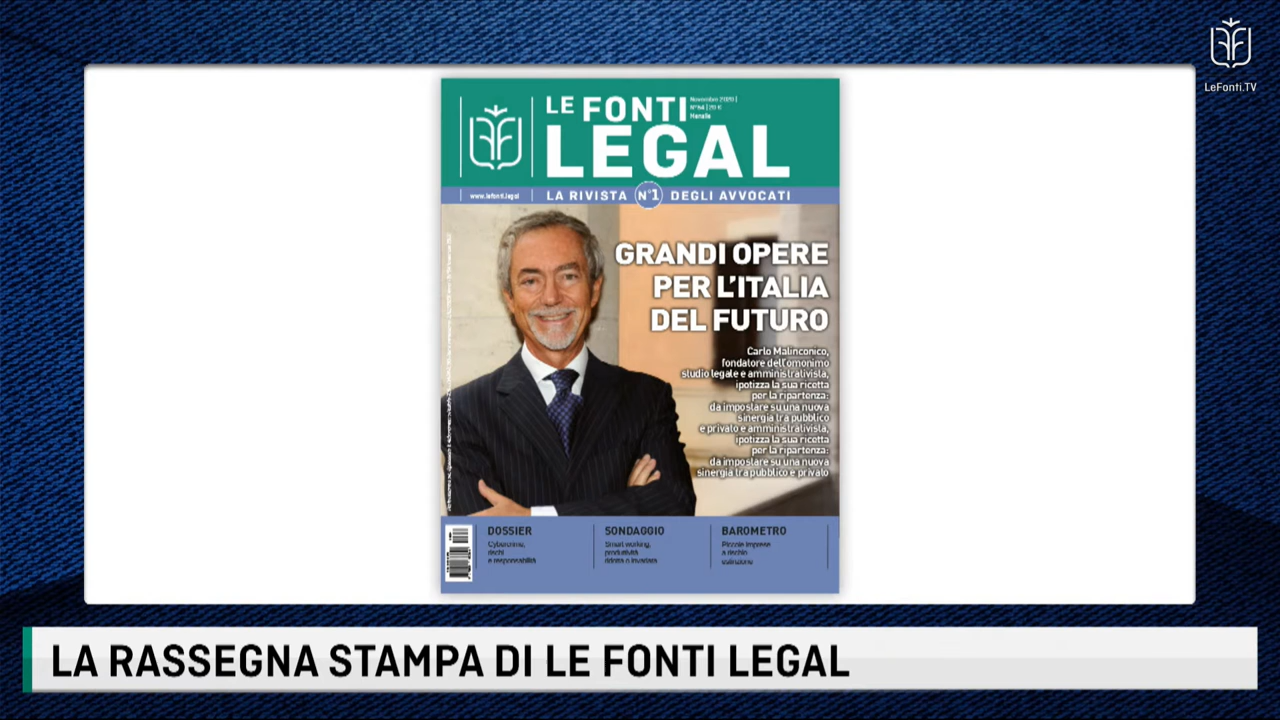 LeFonti.TV
LE FONTI
LEGAL
Novembre 2020 |
N°64 | 20 €
Mensile
www.lefonti.legal
LA RIVISTA N°1 DEGLI AVVOCATI
GRANDI OPERE
PER L'ITALIA
DEL FUTURO
Carlo Malinconico,
fondatore dell'omonimo
studio legale e amministrativista,
ipotizza la sua ricetta
per la ripartenza:
da impostare su una nuova
sinergia tra pubblico
e privato e amministrativista,
ipotizza la sua ricetta
per la ripartenza:
da impostare su una nuova
sinergia tra pubblico e privato
DOSSIER
Cybercrime,
rischi
e responsabilità
SONDAGGIO
Smart working,
produttività
ridotta o invariata
BAROMETRO
Piccole imprese
a rischio
estinzione
LA RASSEGNA STAMPA DI LE FONTI LEGAL